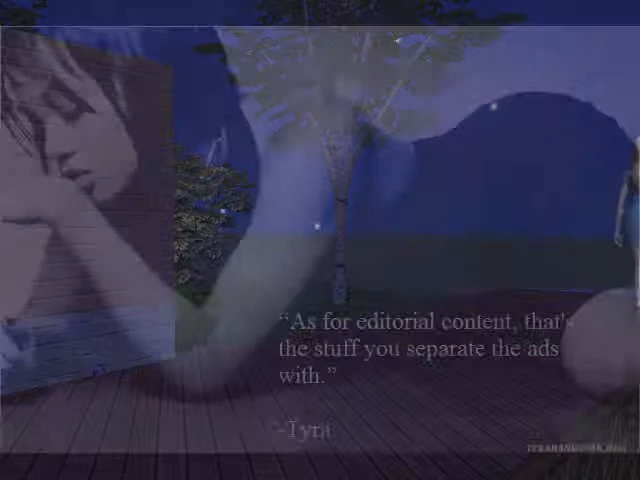 “As for editorial content, that's
the stuff you separate the ads
with.”
-Tyra